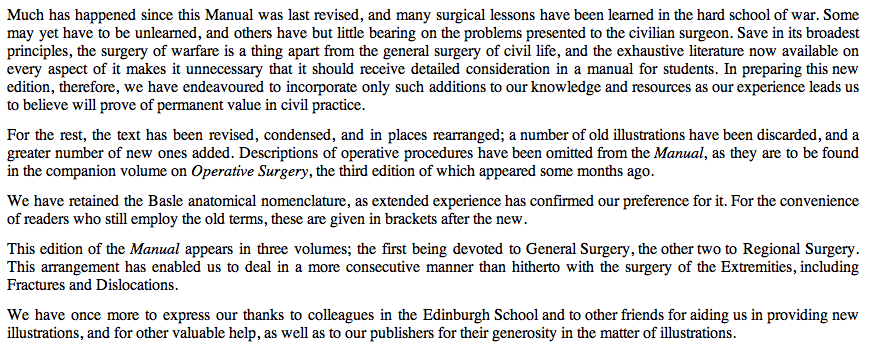 Much has happened since this Manual was last revised, and many surgical lessons have been learned in the hard school of war. Some
may yet have to be unlearned, and others have but little bearing on the problems presented to the civilian surgeon. Save in its broadest
principles, the surgery of warfare is a thing apart from the general surgery of civil life, and the exhaustive literature now available on
every aspect of it makes it unnecessary that it should receive detailed consideration in a manual for students. In preparing this new
edition, therefore, we have endeavoured to incorporate only such additions to our knowledge and resources as our experience leads us
to believe will prove of permanent value in civil practice.
For the rest, the text has been revised, condensed, and in places rearranged; a number of old illustrations have been discarded, and a
greater number of new ones added. Descriptions of operative procedures have been omitted from the Manual, as they are to be found
in the companion volume on Operative Surgery, the third edition of which appeared some months ago.
We have retained the Basle anatomical nomenclature, as extended experience has confirmed our preference for it. For the convenience
of readers who still employ the old terms, these are given in brackets after the new.
This edition of the Manual appears in three volumes; the first being devoted to General Surgery, the other two to Regional Surgery.
This arrangement has enabled us to deal in a more consecutive manner than hitherto with the surgery of the Extremities, including
Fractures and Dislocations.
We have once more to express our thanks to colleagues in the Edinburgh School and to other friends for aiding us in providing new
illustrations, and for other valuable help, as well as to our publishers for their generosity in the matter of illustrations.